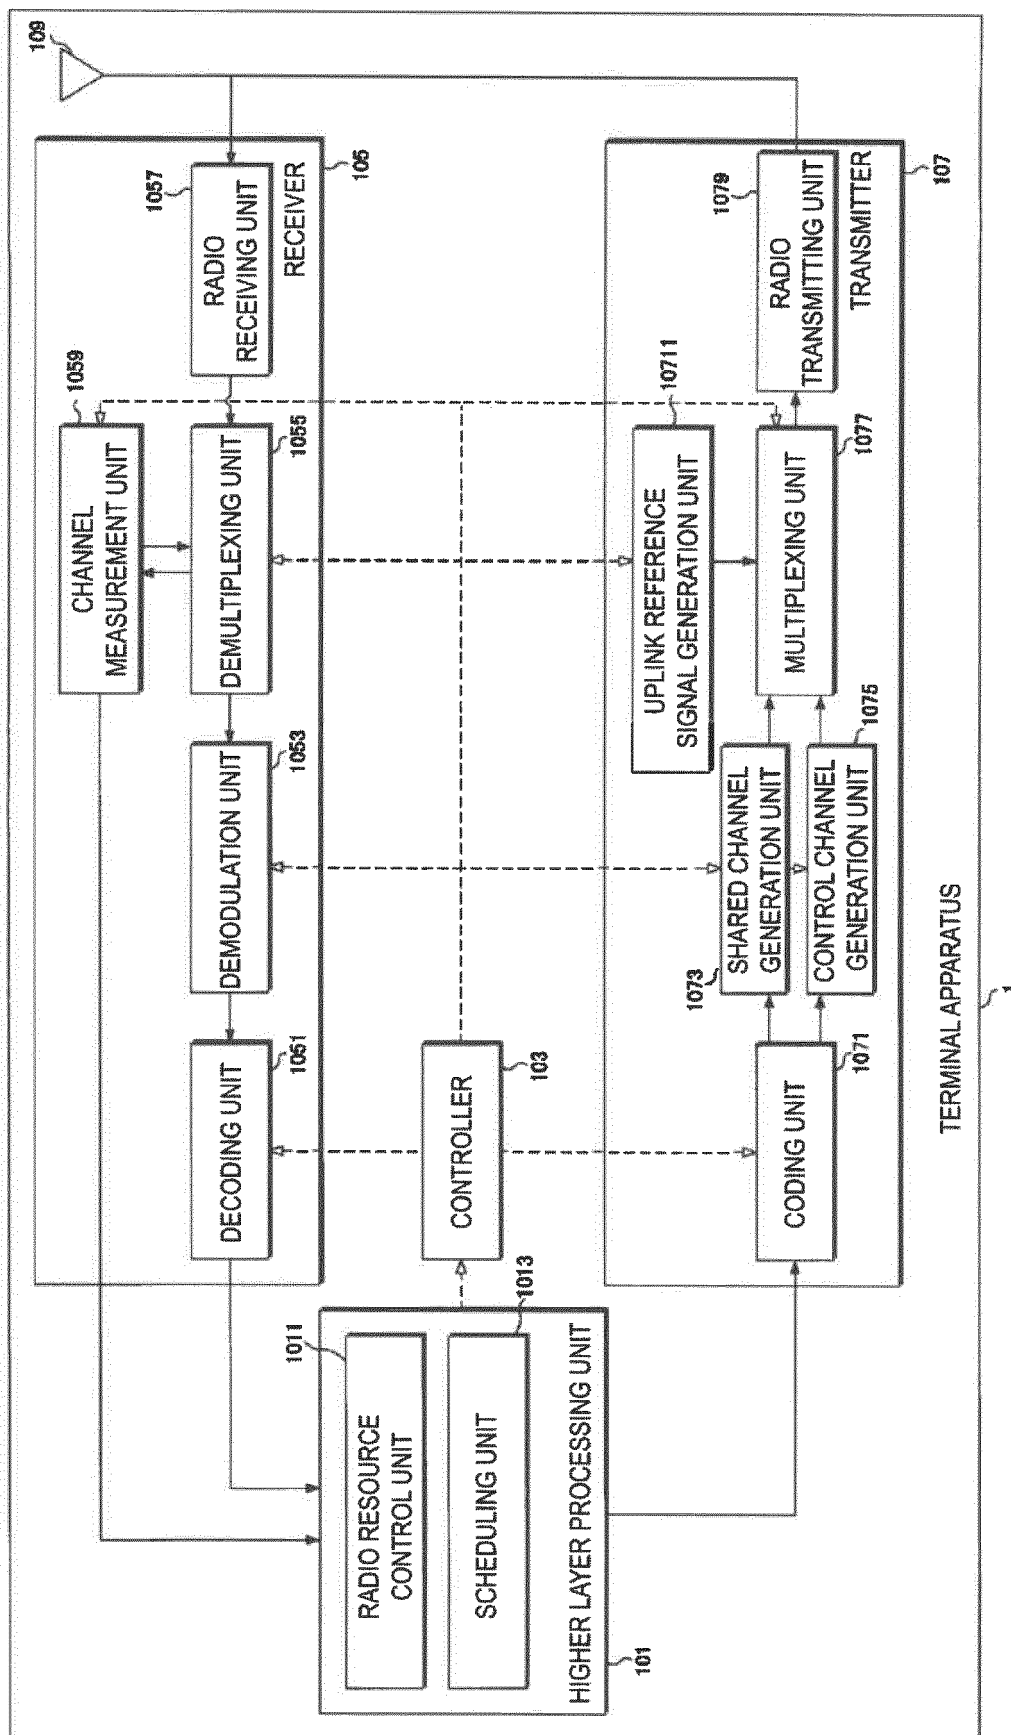 109
1057
RADIO
RECEIVING UNIT
RECEIVER
105
1059
CHANNEL
MEASUREMENT UNIT
DEMULTIPLEXING UNIT
1055
1053
DEMODULATION UNIT
DECODING UNIT
1051
CONTROLLER
103
1011
RADIO RESOURCE
CONTROL UNIT
1013
SCHEDULING UNIT
HIGHER LAYER PROCESSING UNIT
101
1079
RADIO
TRANSMITTING UNIT
TRANSMITTER
107
10711
UPLINK REFERENCE
SIGNAL GENERATION UNIT
MULTIPLEXING UNIT
1077
1073
SHARED CHANNEL
GENERATION UNIT
CONTROL CHANNEL
GENERATION UNIT
1075
CODING UNIT
1071
TERMINAL APPARATUS
1